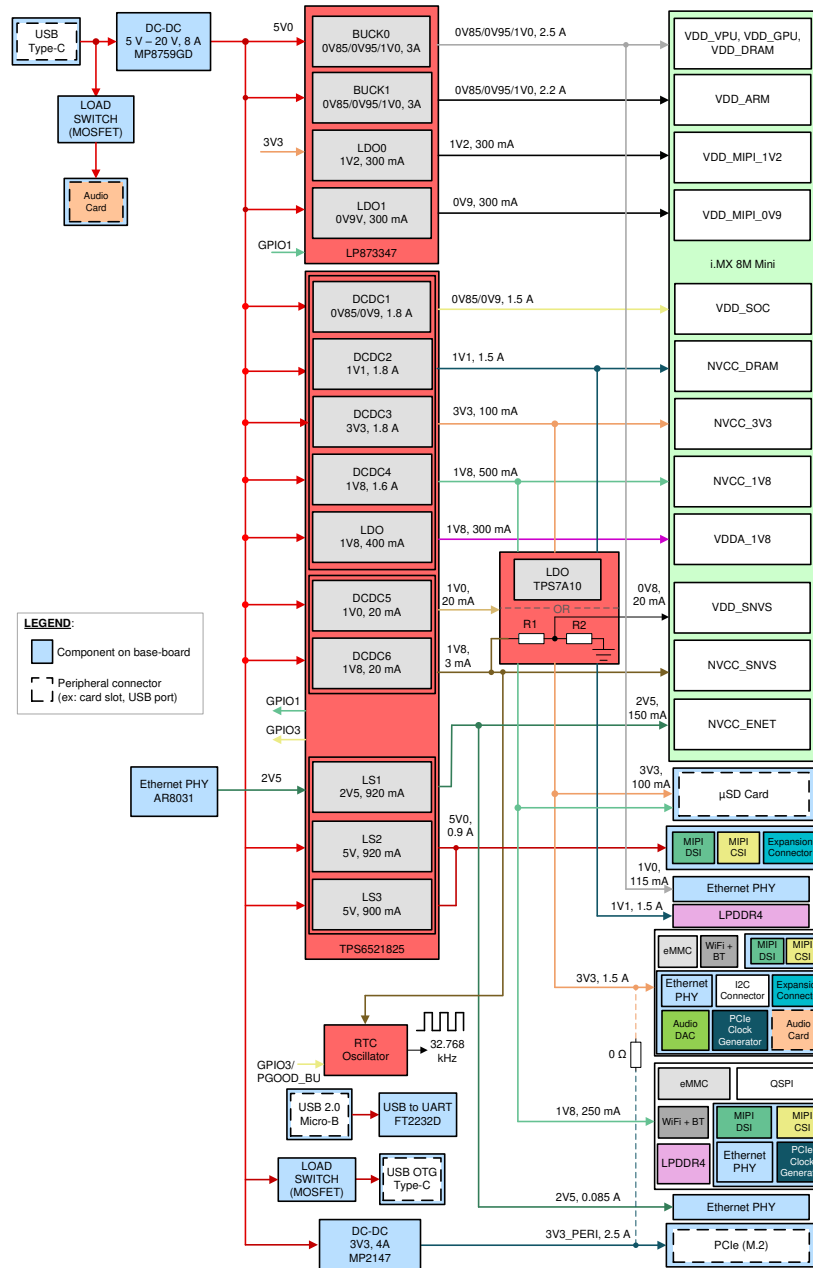 USB
Type-C
DC-DC
5 V – 20 V, 8 A
MP8759GD
5V0
LOAD
SWITCH
(MOSFET)
Audio
Card
BUCK0
0V85/0V95/1V0, 3A
0V85/0V95/1V0, 2.5 A
BUCK1
0V85/0V95/1V0, 3A
0V85/0V95/1V0, 2.2 A
3V3
LDO0
1V2, 300 mA
1V2, 300 mA
LDO1
0V9V, 300 mA
0V9, 300 mA
GPIO1
LP873347
VDD_VPU, VDD_GPU,
VDD_DRAM
VDD_ARM
VDD_MIPI_1V2
VDD_MIPI_0V9
i.MX 8M Mini
DCDC1
0V85/0V9, 1.8 A
0V85/0V9, 1.5 A
VDD_SOC
DCDC2
1V1, 1.8 A
1V1, 1.5 A
NVCC_DRAM
DCDC3
3V3, 1.8 A
3V3, 100 mA
NVCC_3V3
DCDC4
1V8, 1.6 A
1V8, 500 mA
NVCC_1V8
LDO
1V8, 400 mA
1V8, 300 mA
VDDA_1V8
LDO
TPS7A10
OR
R1
R2
DCDC5
1V0, 20 mA
1V0,
20 mA
0V8,
20 mA
VDD_SNVS
DCDC6
1V8, 20 mA
1V8,
3 mA
NVCC_SNVS
LEGEND:
Component on base-board
Peripheral connector
(ex: card slot, USB port)
GPIO1
GPIO3
2V5,
150 mA
NVCC_ENET
Ethernet PHY
AR8031
2V5
LS1
2V5, 920 mA
3V3,
100 mA
µSD Card
LS2
5V, 920 mA
5V0,
0.9 A
MIPI
DSI
MIPI
CSI
Expansion
Connector
LS3
5V, 900 mA
TPS6521825
1V0,
115 mA
Ethernet PHY
1V1, 1.5 A
LPDDR4
eMMC
WiFi +
BT
MIPI
DSI
MIPI
CSI
3V3, 1.5 A
Ethernet
PHY
I2C
Connector
Audio
DAC
PCIe
Clock
Generator
Audio
Card
RTC
Oscillator
32.768
kHz
GPIO3/
PGOOD_BU
0 Ω
USB 2.0
Micro-B
USB to UART
FT2232D
eMMC
QSPI
1V8, 250 mA
WiFi + BT
MIPI
DSI
MIPI
CSI
LPDDR4
Ethernet
PHY
PCIe
Clock
LOAD
SWITCH
(MOSFET)
USB OTG
Type-C
2V5, 0.085 A
Ethernet PHY
DC-DC
3V3, 4A
MP2147
3V3_PERI, 2.5 A
PCIe (M.2)